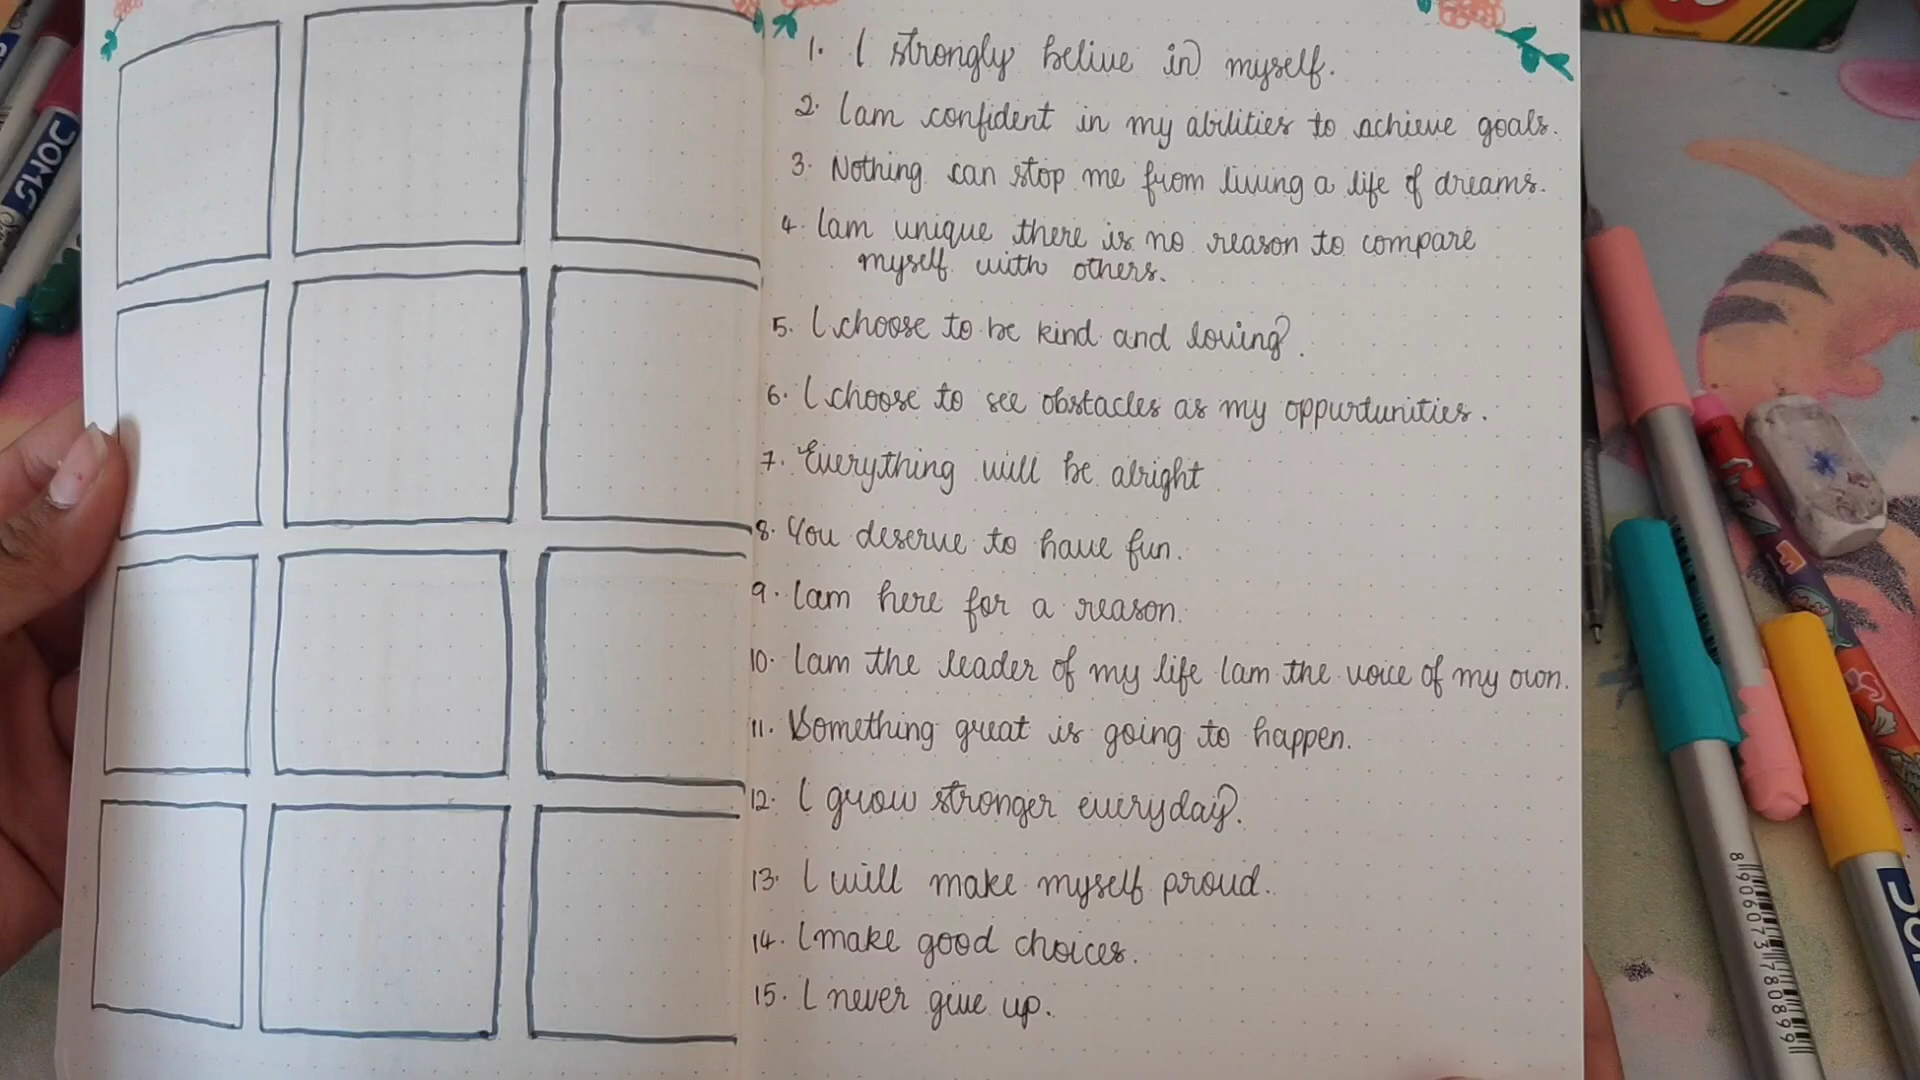 1. I strongly belive in myself.
2. I am confident in my abilities to achieve goals.
3. Nothing can stop me from living a life of dreams.
4. I am unique there is no reason to compare
myself with others.
5. I choose to be kind and loving.
6. I choose to see obstacles as my oppurtunities.
7. Everything will be alright
8. You deserve to have fun.
9. I am here for a reason.
10. I am the leader of my life I am the voice of my own.
11. Something great is going to happen.
12. I grow stronger everyday.
13. I will make myself proud.
14. I make good choices.
15. I never give up.
DOMS
8 906073 780899